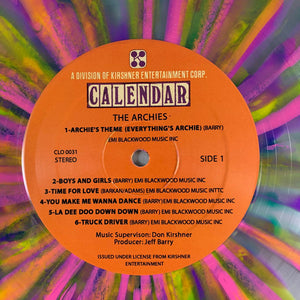 K
A DIVISION OF KIRSHNER ENTERTAINMENT CORP.
CALENDAR
THE ARCHIES
1-ARCHIE'S THEME (EVERYTHING'S ARCHIE) (BARRY)
EMI BLACKWOOD MUSIC INC
CLO 0031
STEREO
SIDE 1
2-BOYS AND GIRLS (BARRY) EMI BLACKWOOD MUSIC INC
3-TIME FOR LOVE (BARKAN/ADAMS) EMI BLACKWOOD MUSIC INTTC
4-YOU MAKE ME WANNA DANCE (BARRY) EMI BLACKWOOD MUSIC INC
5-LA DEE DOO DOWN DOWN (BARRY) EMI BLACKWOOD MUSIC INC
6-TRUCK DRIVER (BARRY) EMI BLACKWOOD MUSIC INC
Music Supervison: Don Kirshner
Producer: Jeff Barry
ISSUED UNDER LICENSE FROM KIRSHNER
ENTERTAINMENT